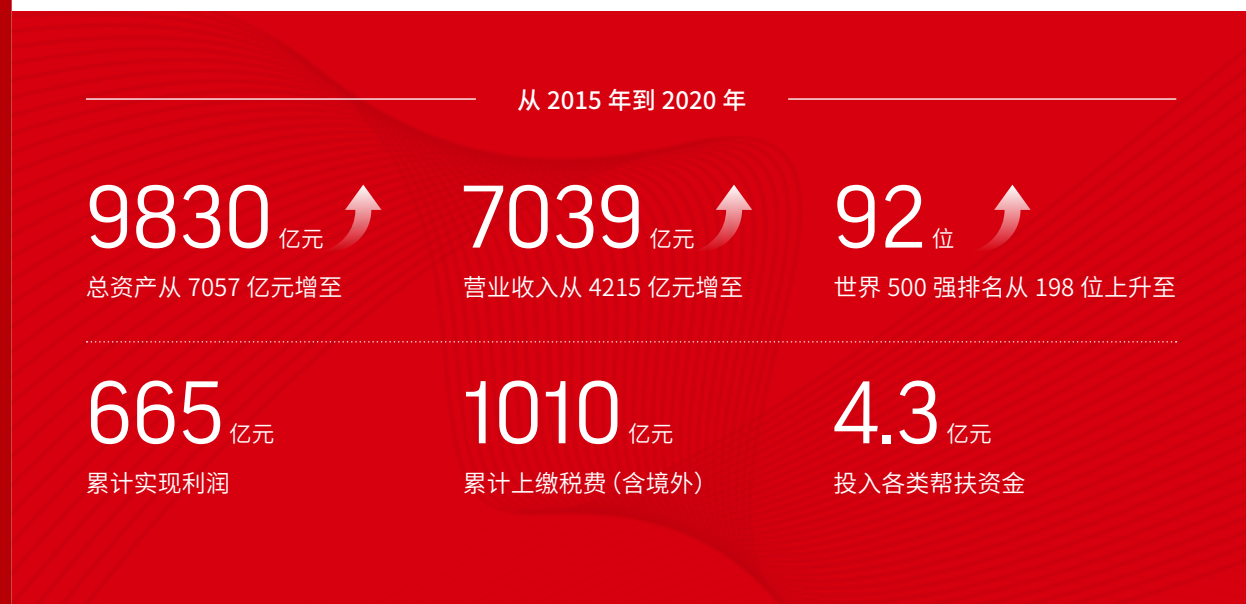 从 2015 年到 2020 年
9830 亿元
总资产从 7057 亿元增至
7039 亿元
营业收入从 4215 亿元增至
92 位
世界 500 强排名从 198 位上升至
665 亿元
累计实现利润
1010 亿元
累计上缴税费（含境外）
4.3 亿元
投入各类帮扶资金